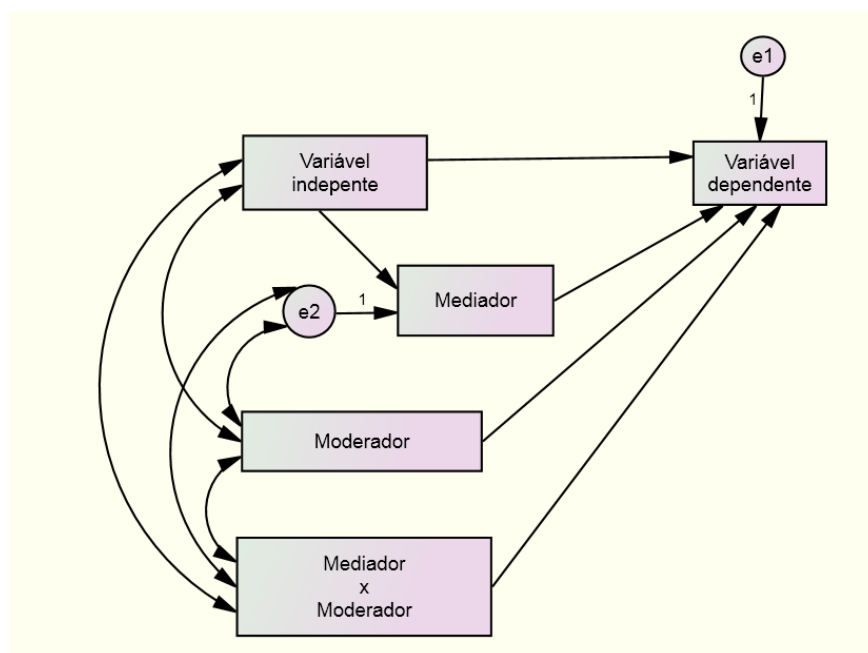 e1
1
Variável
indepente
Variável
dependente
Mediador
e2
1
Moderador
Mediador
x
Moderador